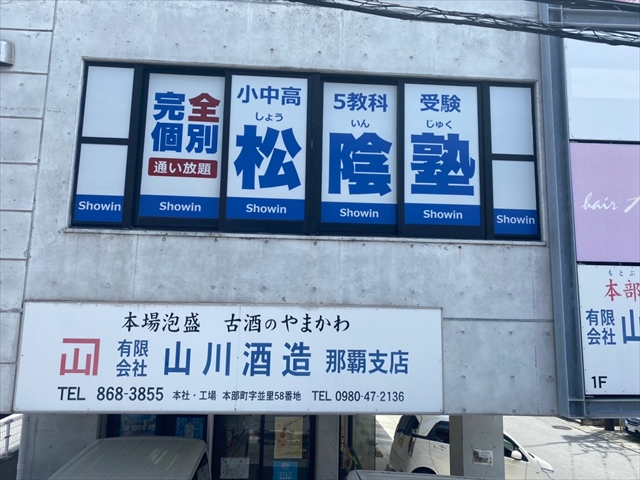 完全
個別
通い放題
小中高
しょう
松
5教科
いん
陰
受験
じゅく
塾
Showin
Showin
Showin
Showin
Showin
Showin
hair
本場泡盛 古酒のやまかわ
有限会社 山川酒造 那覇支店
TEL 868-3855 本社・工場 本部町字並里58番地 TEL 0980-47-2136
もとぶ
本部
有限会社 山
1F